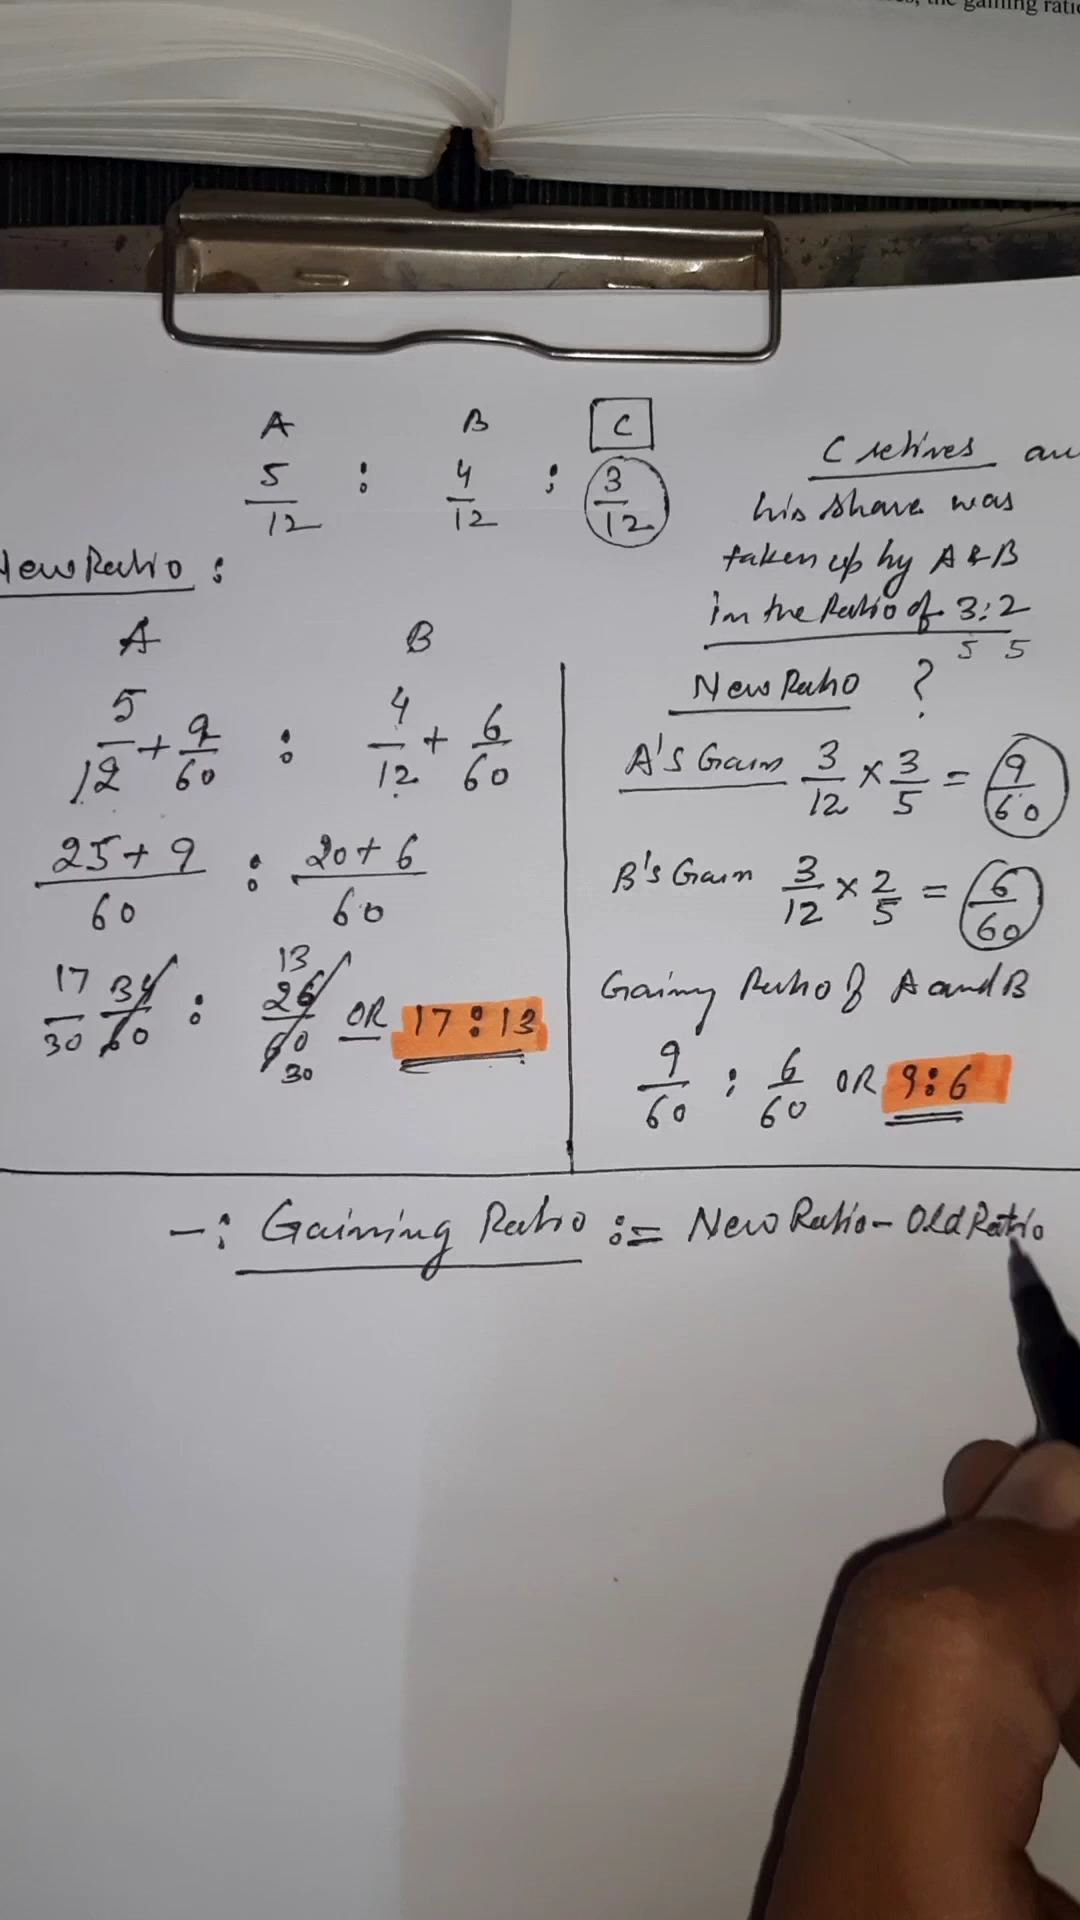 the gaining ratio
A B C
5/12 : 4/12 : 3/12
C retires an
his share was
taken up by A & B
in the Ratio of 3:2
5 5
New Ratio :
A B
5/12 + 9/60 : 4/12 + 6/60
25+9/60 : 20+6/60
17/30 34/60 : 13 26/60 30 OR 17:13
New Ratio ?
A's Gain 3/12 × 3/5 = 9/60
B's Gain 3/12 × 2/5 = 6/60
Gaining Ratio of A and B
9/60 : 6/60 OR 9:6
-: Gaining Ratio := New Ratio - Old Ratio